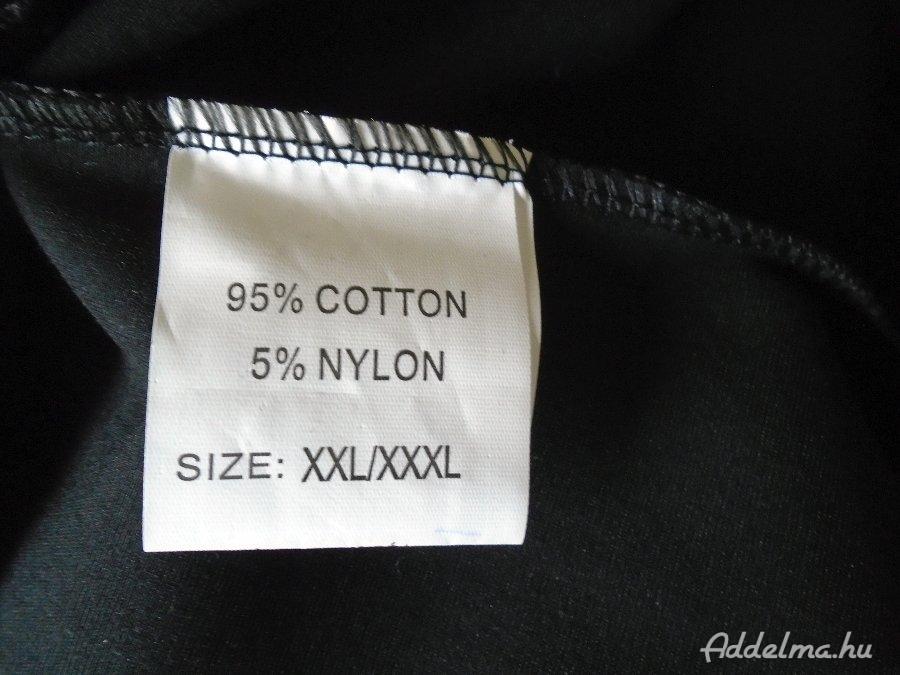 95% COTTON
5% NYLON
SIZE: XXL/XXXL
Addelma.hu